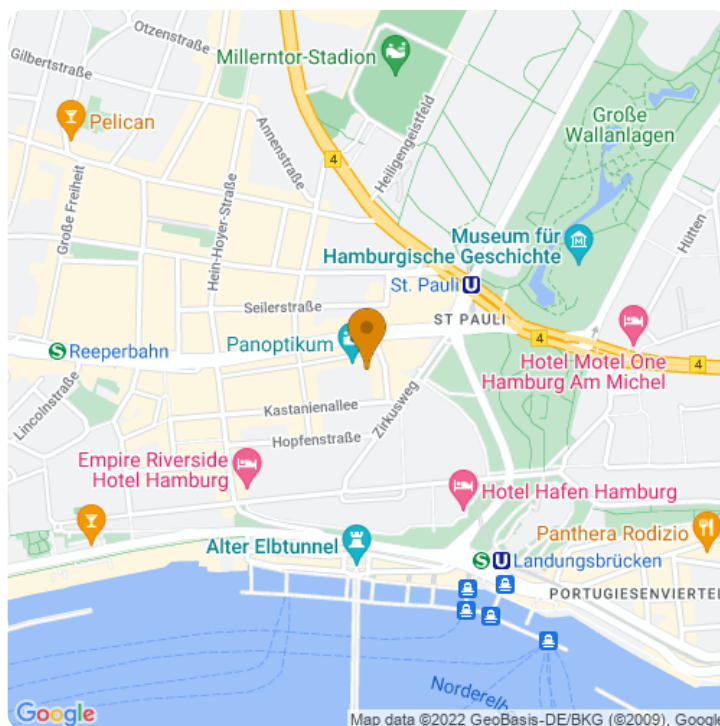 Otzenstraße
Gilbertstraße
Millerntor-Stadion
Große
Wallanlagen
Pelican
Annenstraße
4
Heiligengeistfeld
Große Freiheit
Hein-Hoyer-Straße
Hütten
Museum für
Hamburgische Geschichte
St. Pauli U
Seilerstraße
ST PAULI
4
S Reeperbahn
Panoptikum
Hotel Motel One
Hamburg Am Michel
4
Lincolnstraße
Kastanienallee
Zirkusweg
Hopfenstraße
Empire Riverside
Hotel Hamburg
Hotel Hafen Hamburg
Panthera Rodizio
Alter Elbtunnel
S U Landungsbrücken
PORTUGIESENVIERTEL
Norderelb
Google
Map data ©2022 GeoBasis-DE/BKG (©2009), Google